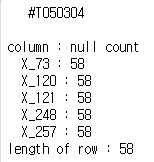 #T050304
column : null count
X_73 : 58
X_120 : 58
X_121 : 58
X_248 : 58
X_257 : 58
length of row : 58